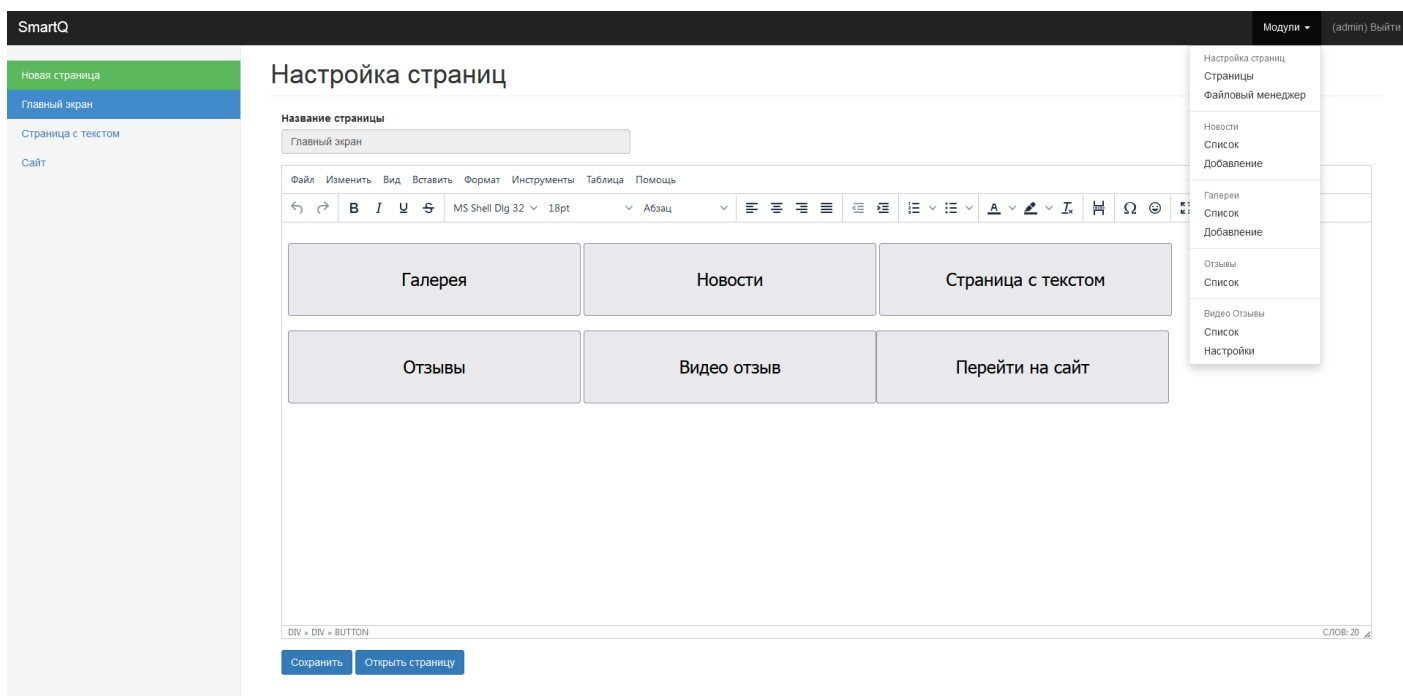 SmartQ
Модули
(admin) Выйти
Новая страница
Главный экран
Страница с текстом
Сайт
Настройка страниц
Название страницы
Главный экран
Файл Изменить Вид Вставить Формат Инструменты Таблица Помощь
B I U S MS Shell Dlg 32 18pt Абзац
Галерея
Новости
Страница с текстом
Отзывы
Видео отзыв
Перейти на сайт
DIV » DIV » BUTTON
СЛОВ: 20
Сохранить
Открыть страницу
Настройка страниц
Страницы
Файловый менеджер
Новости
Список
Добавление
Галереи
Список
Добавление
Отзывы
Список
Видео Отзывы
Список
Настройки